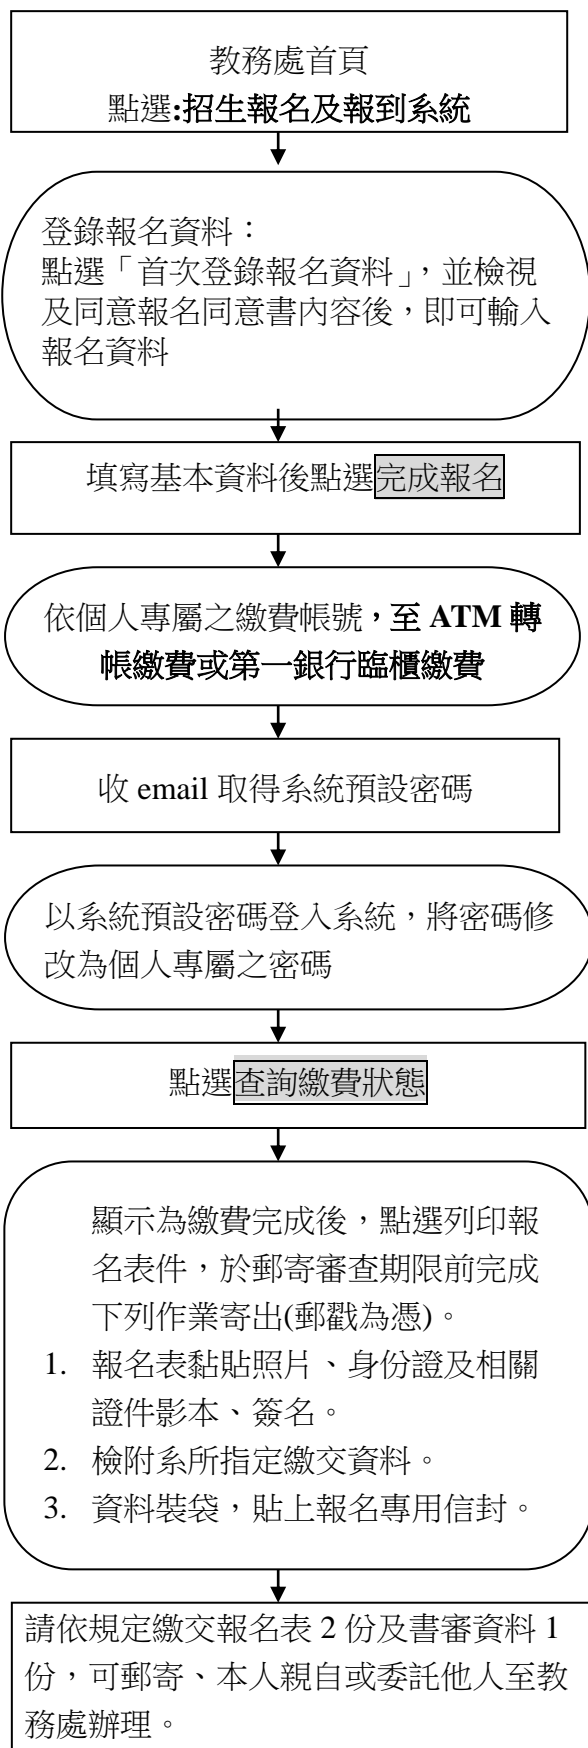 教務處首頁
點選:招生報名及報到系統
登錄報名資料：
點選「首次登錄報名資料」，並檢視
及同意報名同意書內容後，即可輸入
報名資料
填寫基本資料後點選完成報名
依個人專屬之繳費帳號，至 ATM 轉
帳繳費或第一銀行臨櫃繳費
收 email 取得系統預設密碼
以系統預設密碼登入系統，將密碼修
改為個人專屬之密碼
點選查詢繳費狀態
顯示為繳費完成後，點選列印報
名表件，於郵寄審查期限前完成
下列作業寄出(郵戳為憑)。
1. 報名表黏貼照片、身份證及相關
證件影本、簽名。
2. 檢附系所指定繳交資料。
3. 資料裝袋，貼上報名專用信封。
請依規定繳交報名表 2 份及書審資料 1
份，可郵寄、本人親自或委託他人至教
務處辦理。